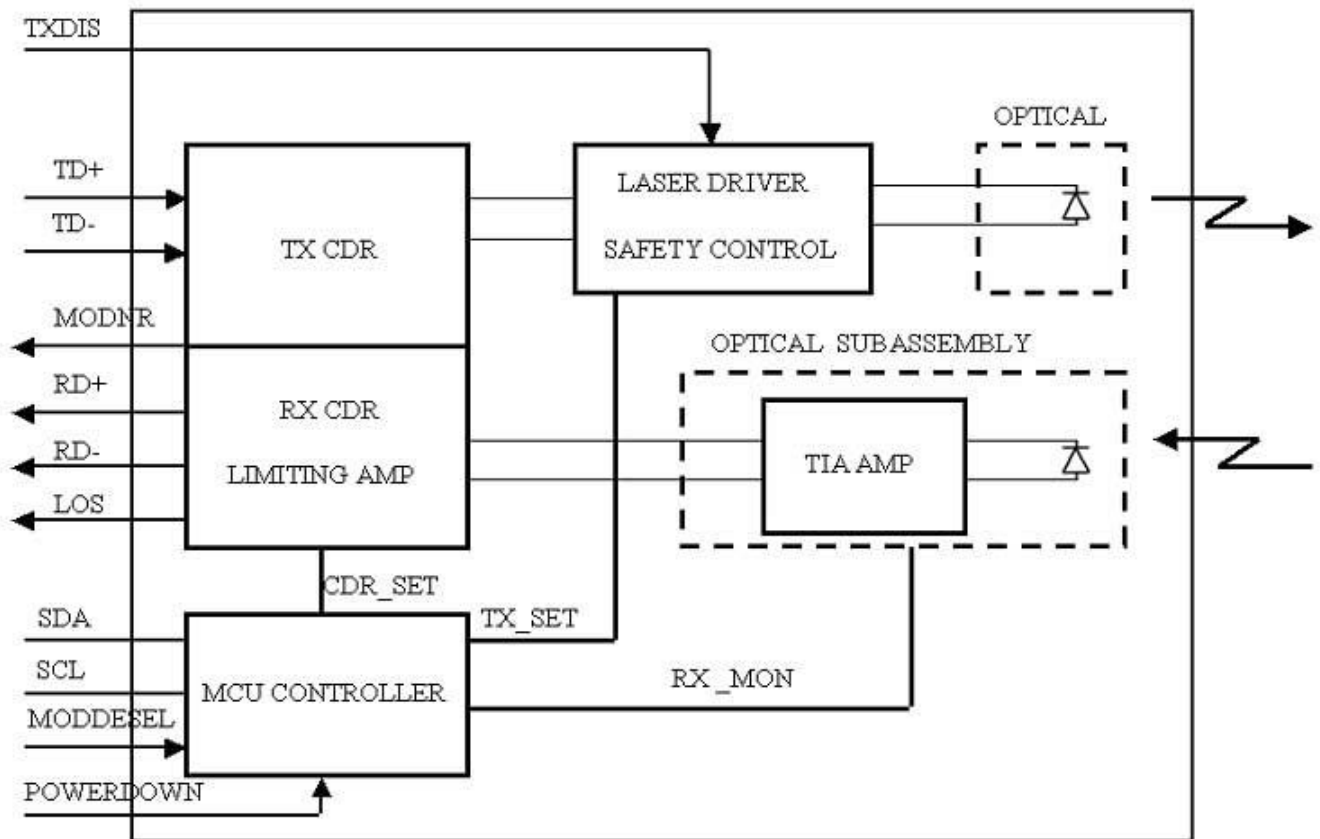 TXDIS
OPTICAL
TD+
LASER DRIVER
TD-
TX CDR
SAFETY CONTROL
MODNR
OPTICAL SUBASSEMBLY
RD+
RX CDR
RD-
LIMITING AMP
TIA AMP
LOS
CDR_SET
SDA
TX_SET
SCL
MCU CONTROLLER
RX_MON
MODDESEL
POWERDOWN